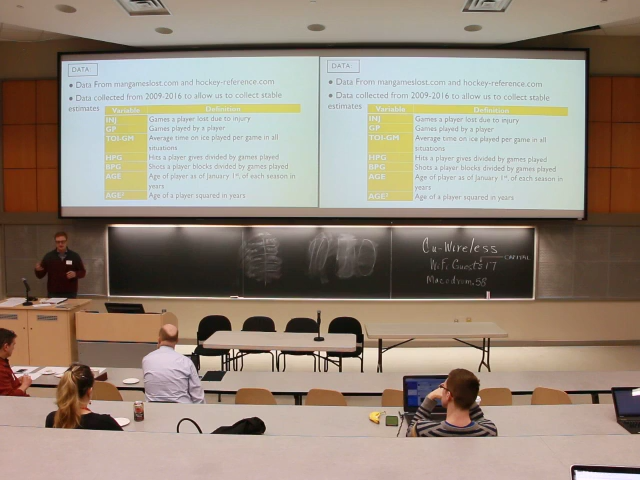 DATA:
● Data From mangameslost.com and hockey-reference.com
● Data collected from 2009-2016 to allow us to collect stable
estimates
Variable Definition
INJ Games a player lost due to injury
GP Games played by a player
TOI-GM Average time on ice played per game in all
situations
HPG Hits a player gives divided by games played
BPG Shots a player blocks divided by games played
AGE Age of player as of January 1st, of each season in
years
AGE² Age of a player squared in years
DATA:
● Data From mangameslost.com and hockey-reference.com
● Data collected from 2009-2016 to allow us to collect stable
estimates
Variable Definition
INJ Games a player lost due to injury
GP Games played by a player
TOI-GM Average time on ice played per game in all
situations
HPG Hits a player gives divided by games played
BPG Shots a player blocks divided by games played
AGE Age of player as of January 1st, of each season in
years
AGE² Age of a player squared in years
Cu-Wireless
CAPITAL
WiFi Guest 17
Macodrum, 58